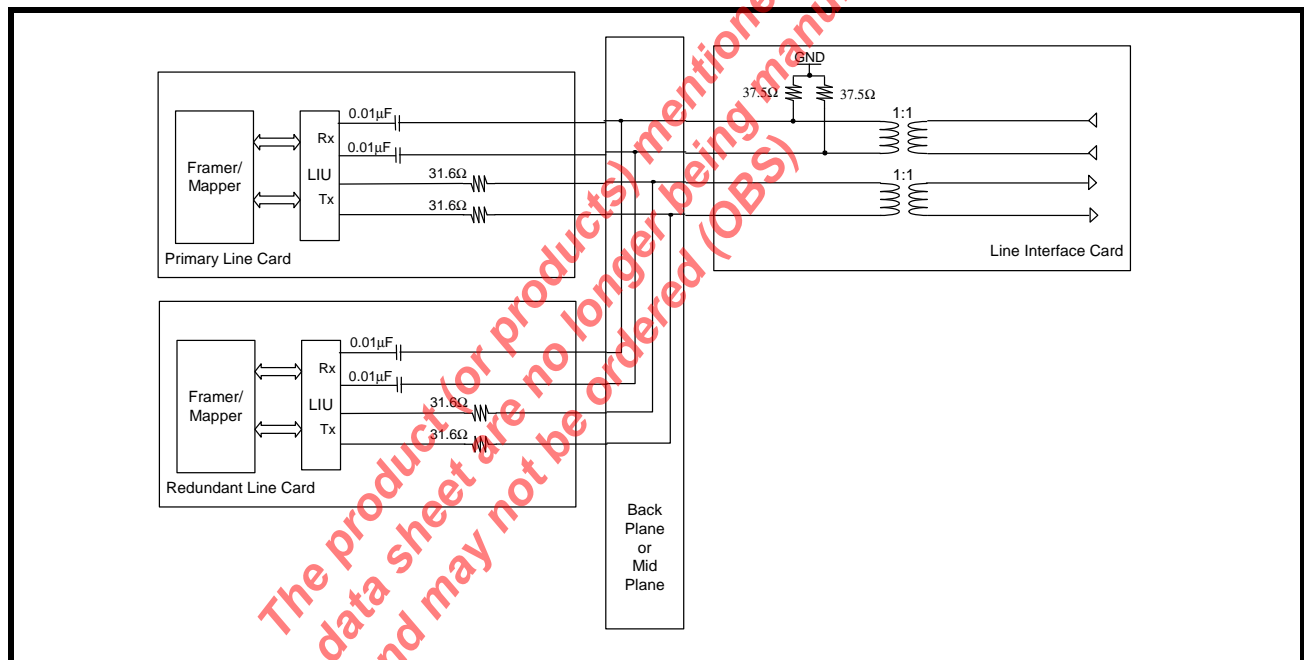 GND
37.5Ω
37.5Ω
1:1
1:1
Line Interface Card
0.01µF
0.01µF
31.6Ω
31.6Ω
Rx
LIU
Tx
Framer/
Mapper
Primary Line Card
0.01µF
0.01µF
31.6Ω
31.6Ω
Rx
LIU
Tx
Framer/
Mapper
Redundant Line Card
Back
Plane
or
Mid
Plane
The product (or products)
data sheet are no longer being
may not be ordered (OBS)